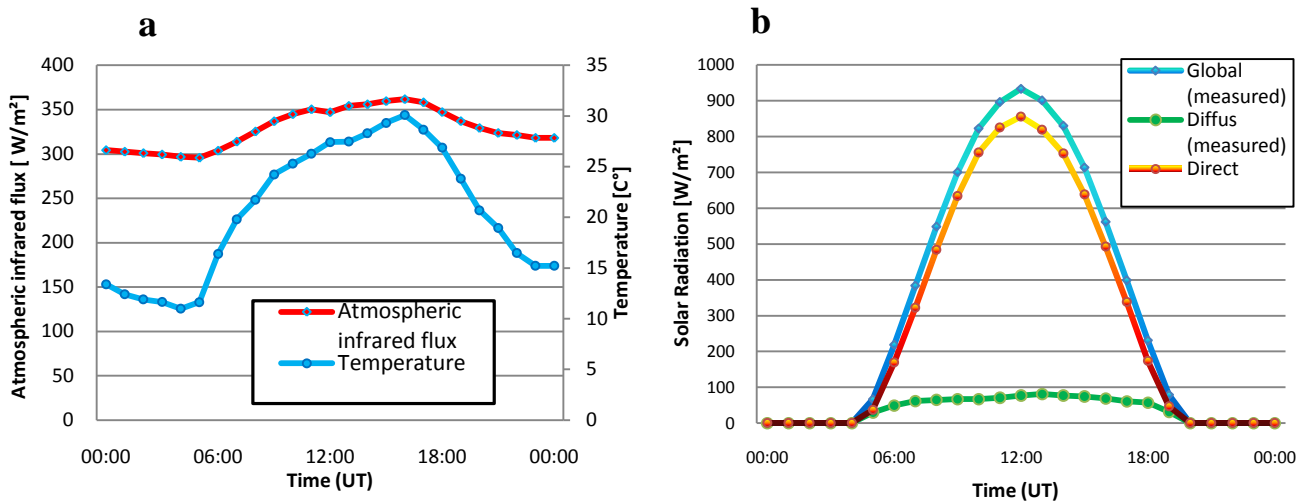 a
400
350
300
250
200
150
100
50
0
Atmospheric infrared flux [ W/m²]
35
30
25
20
15
10
5
0
Temperature [C°]
Atmospheric
infrared flux
Temperature
00:00 06:00 12:00 18:00 00:00
Time (UT)
b
1000
900
800
700
600
500
400
300
200
100
0
Solar Radiation [W/m²]
Global
(measured)
Diffus
(measured)
Direct
00:00 06:00 12:00 18:00 00:00
Time (UT)